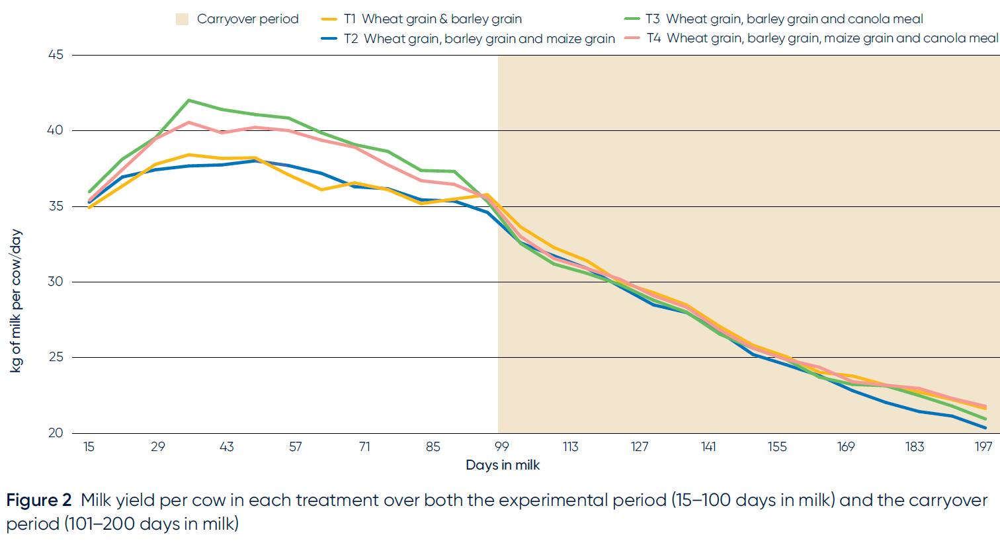 Carryover period
T1 Wheat grain & barley grain
T3 Wheat grain, barley grain and canola meal
T2 Wheat grain, barley grain and maize grain
T4 Wheat grain, barley grain, maize grain and canola meal
45
40
35
30
25
20
kg of milk per cow/day
15 29 43 57 71 85 99 113 127 141 155 169 183 197
Days in milk
Figure 2 Milk yield per cow in each treatment over both the experimental period (15–100 days in milk) and the carryover
period (101–200 days in milk)